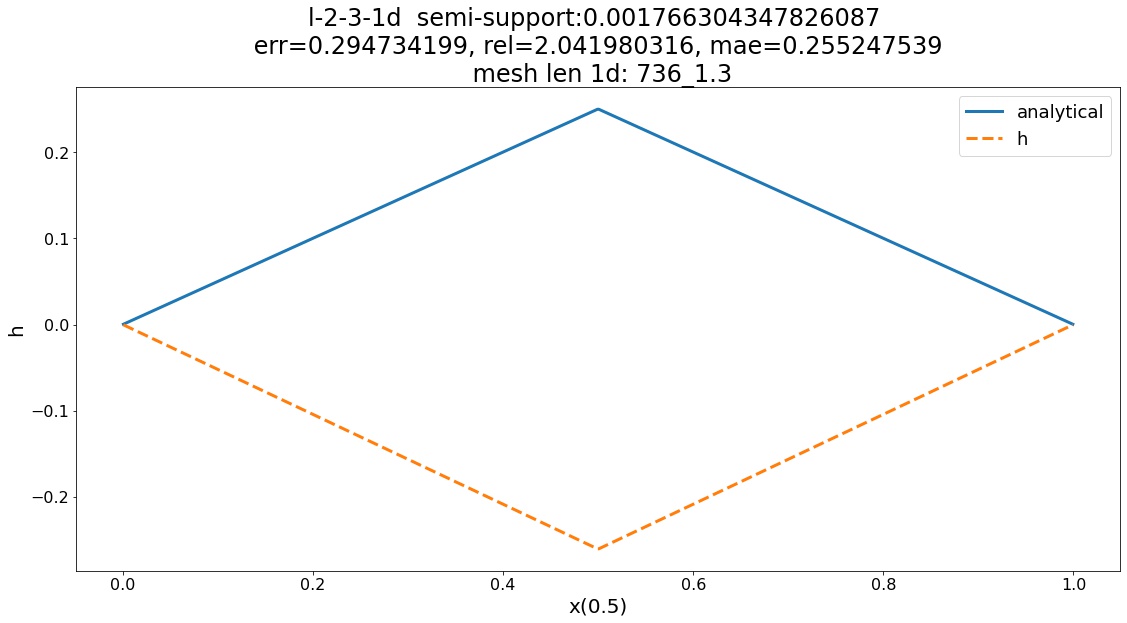 l-2-3-1d  semi-support:0.001766304347826087
err=0.294734199, rel=2.041980316, mae=0.255247539
mesh len 1d: 736_1.3
analytical
h
0.2
0.1
0.0
−0.1
−0.2
h
0.0 0.2 0.4 0.6 0.8 1.0
x(0.5)